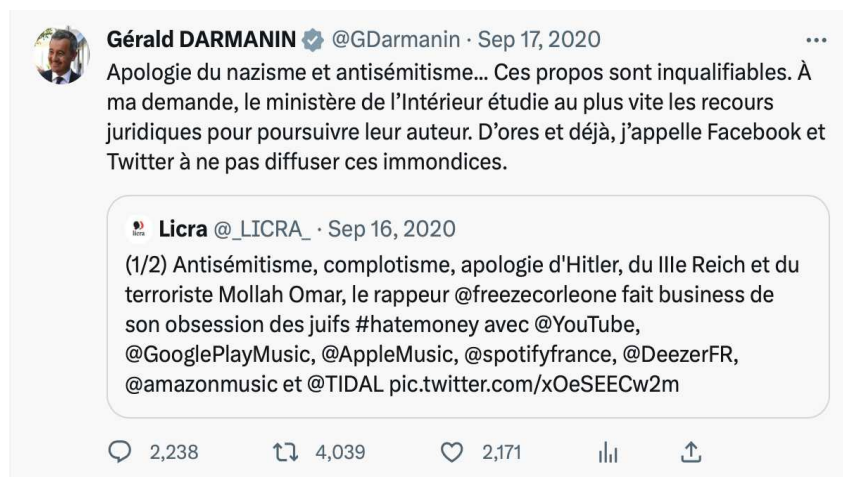 Gérald DARMANIN @GDarmanin · Sep 17, 2020
Apologie du nazisme et antisémitisme... Ces propos sont inqualifiables. À
ma demande, le ministère de l’Intérieur étudie au plus vite les recours
juridiques pour poursuivre leur auteur. D’ores et déjà, j’appelle Facebook et
Twitter à ne pas diffuser ces immondices.
licra Licra @_LICRA_ · Sep 16, 2020
(1/2) Antisémitisme, complotisme, apologie d'Hitler, du IIIe Reich et du
terroriste Mollah Omar, le rappeur @freezecorleone fait business de
son obsession des juifs #hatemoney avec @YouTube,
@GooglePlayMusic, @AppleMusic, @spotifyfrance, @DeezerFR,
@amazonmusic et @TIDAL pic.twitter.com/xOeSEECw2m
2,238 4,039 2,171